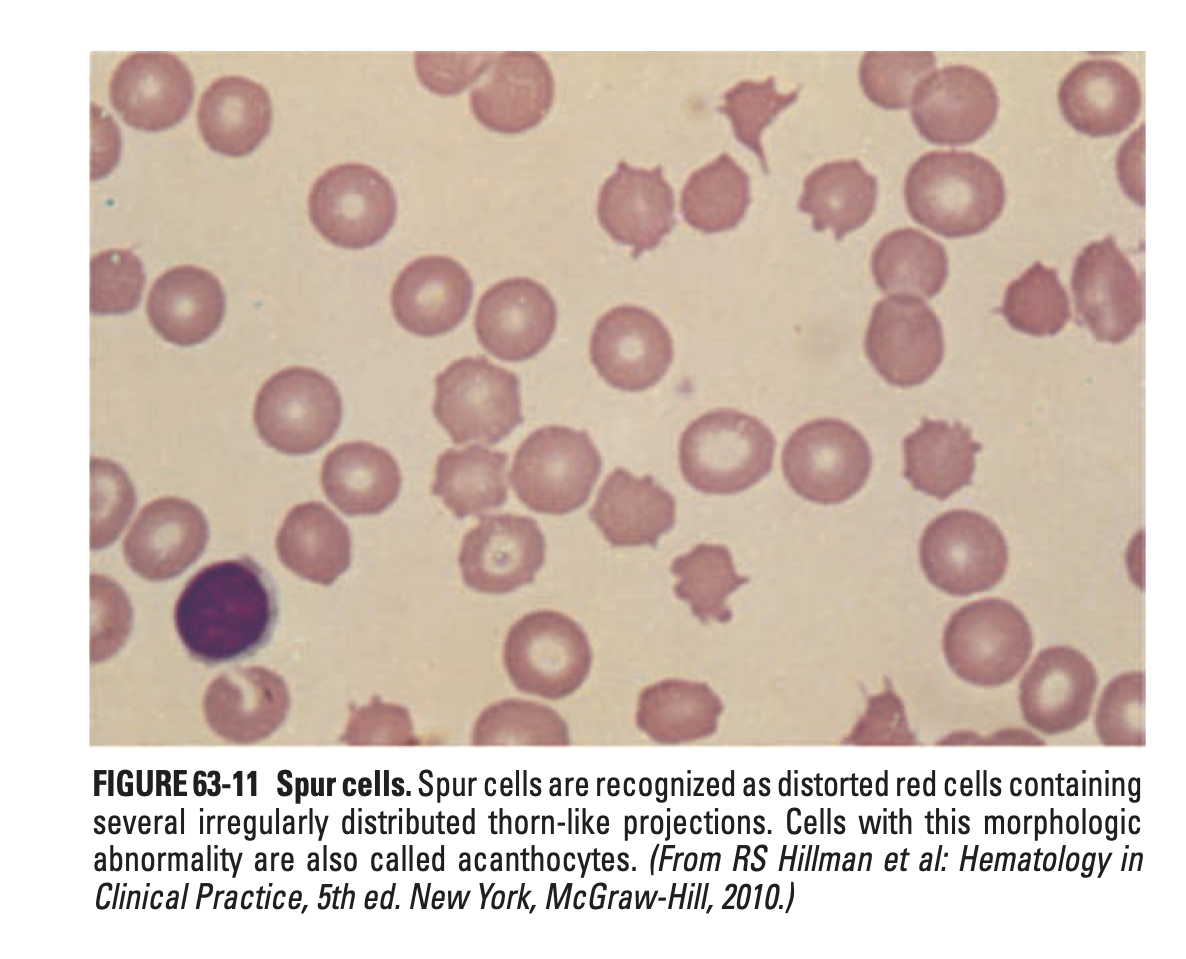 FIGURE 63-11 Spur cells. Spur cells are recognized as distorted red cells containing
several irregularly distributed thorn-like projections. Cells with this morphologic
abnormality are also called acanthocytes. (From RS Hillman et al: Hematology in
Clinical Practice, 5th ed. New York, McGraw-Hill, 2010.)